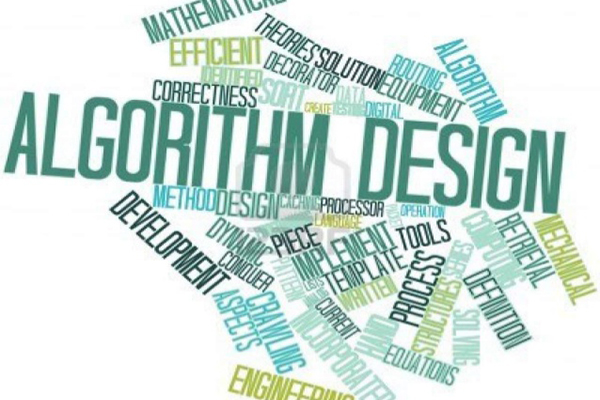 MATHEMATICAL
EFFICIENT
THEORIES
SOLUTION
EQUIPMENT
ROUTING
ALGORITHM
IDENTIFIED
DECORATOR
CORRECTNESS
SORT
DATA
CREATE
TESTING
DIGITAL
ALGORITHM DESIGN
METHOD
DESIGN
CACHING
PROCESSOR
OPERATION
LANGUAGE
DEVELOPMENT
DYNAMIC
PIECE
IMPLEMENT
TOOLS
CONQUER
PATTERN
TEMPLATE
WRITTEN
PROCESS
SERIES
COMPUTING
RETRIEVAL
MECHANICAL
STRUCTURES
DEFINITION
ASPECTS
CRAWLING
CURRENT
INCORPORATED
SOLVING
EQUATIONS
ENGINEERING